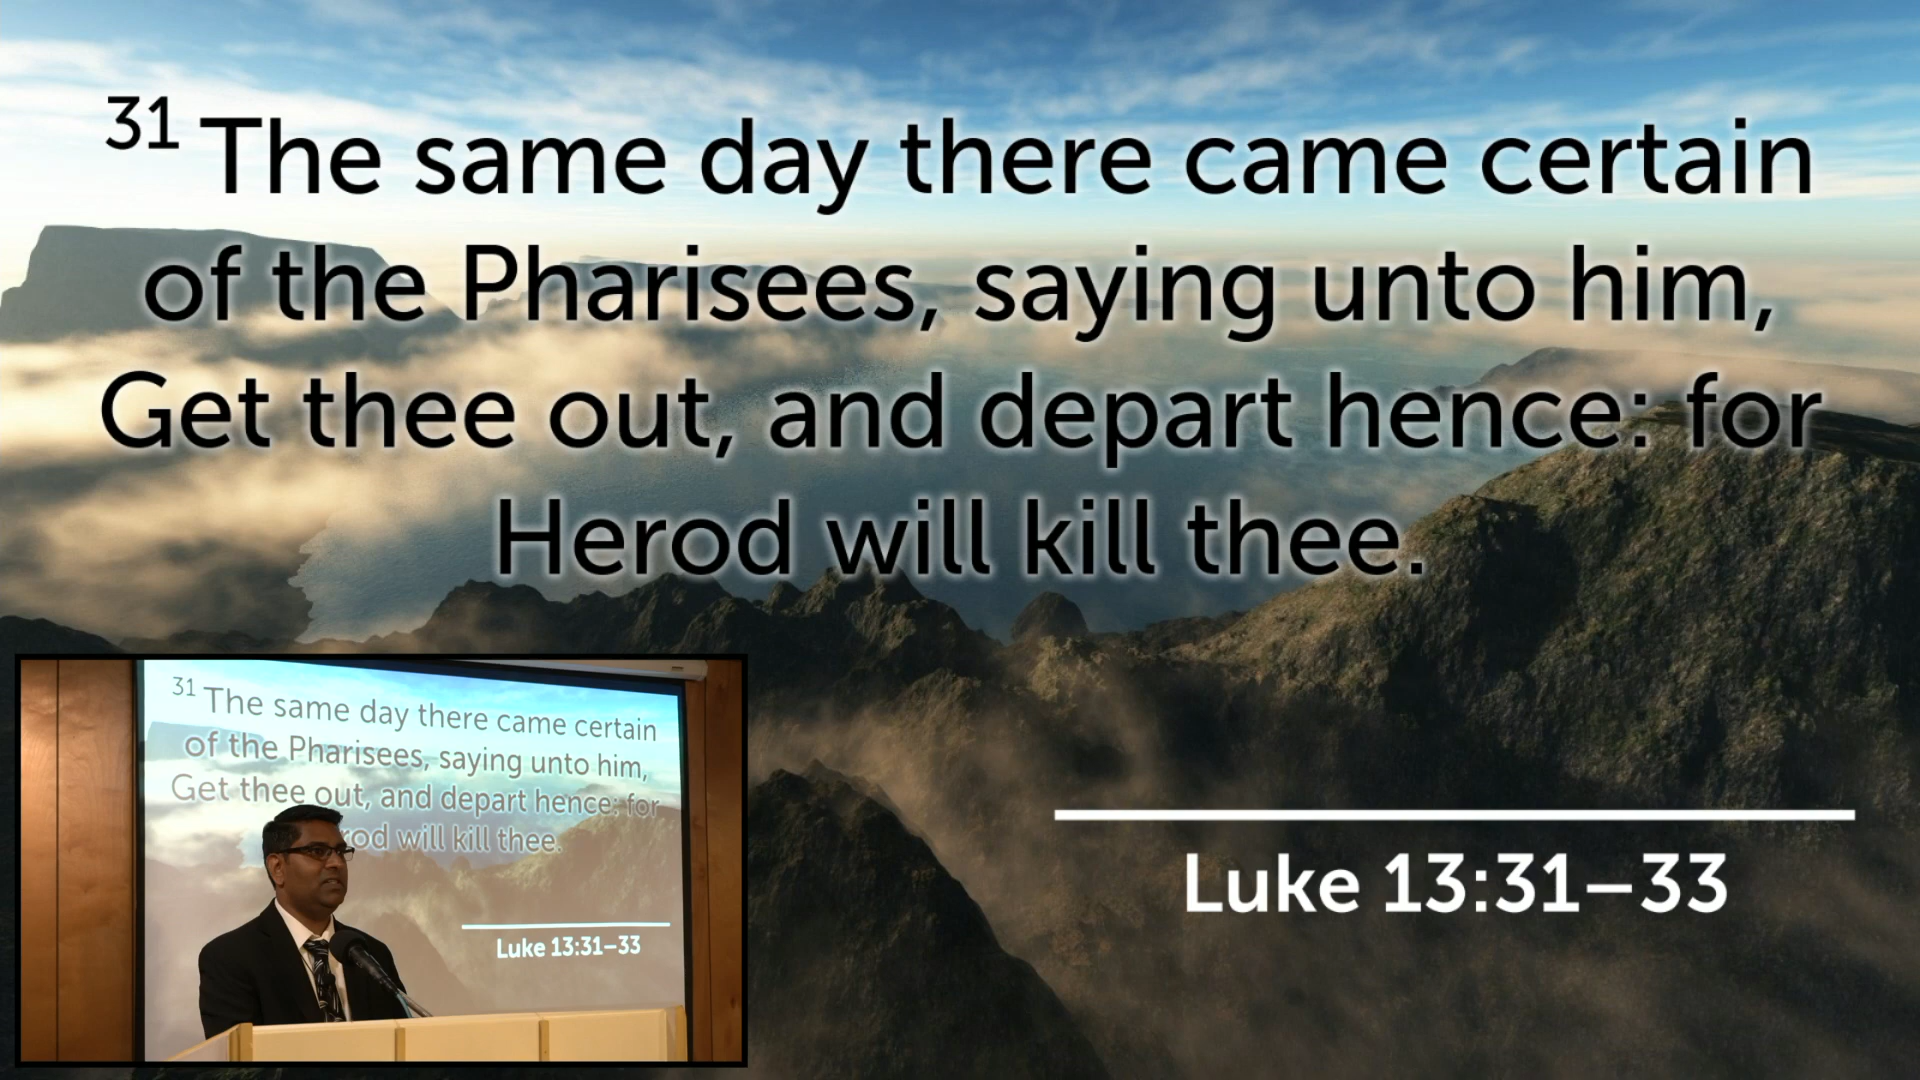 31 The same day there came certain
of the Pharisees, saying unto him,
Get thee out, and depart hence: for
Herod will kill thee.
Luke 13:31–33
31 The same day there came certain
of the Pharisees, saying unto him,
Get thee out, and depart hence: for
rod will kill thee.
Luke 13:31–33